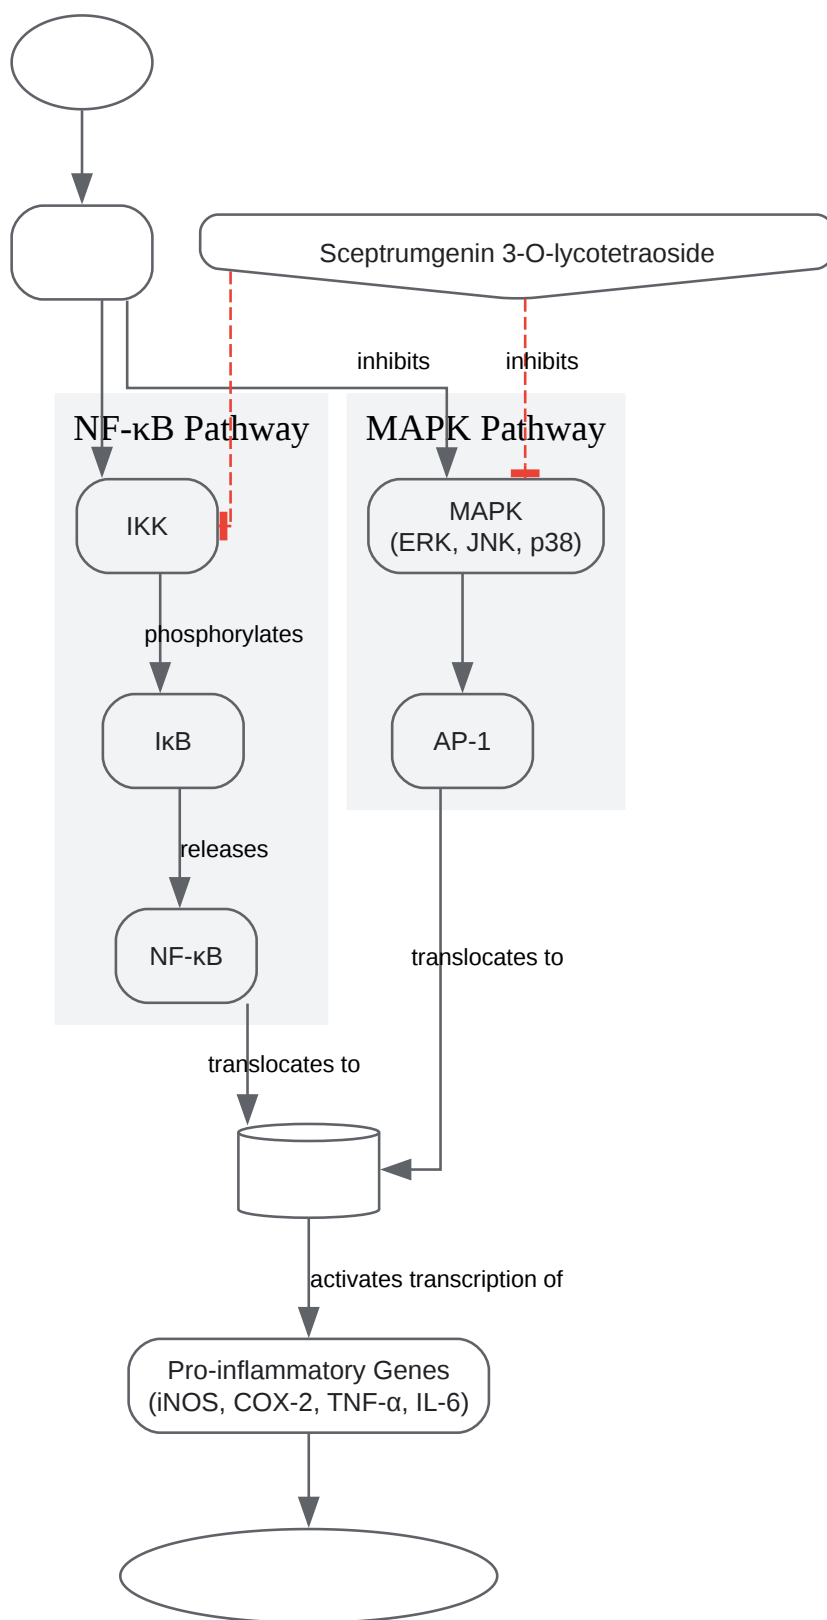 Sceptrumgenin 3-O-lycotetraoside
inhibits
inhibits
NF-κB Pathway
MAPK Pathway
IKK
MAPK
(ERK, JNK, p38)
phosphorylates
IκB
AP-1
releases
NF-κB
translocates to
translocates to
activates transcription of
Pro-inflammatory Genes
(iNOS, COX-2, TNF-α, IL-6)